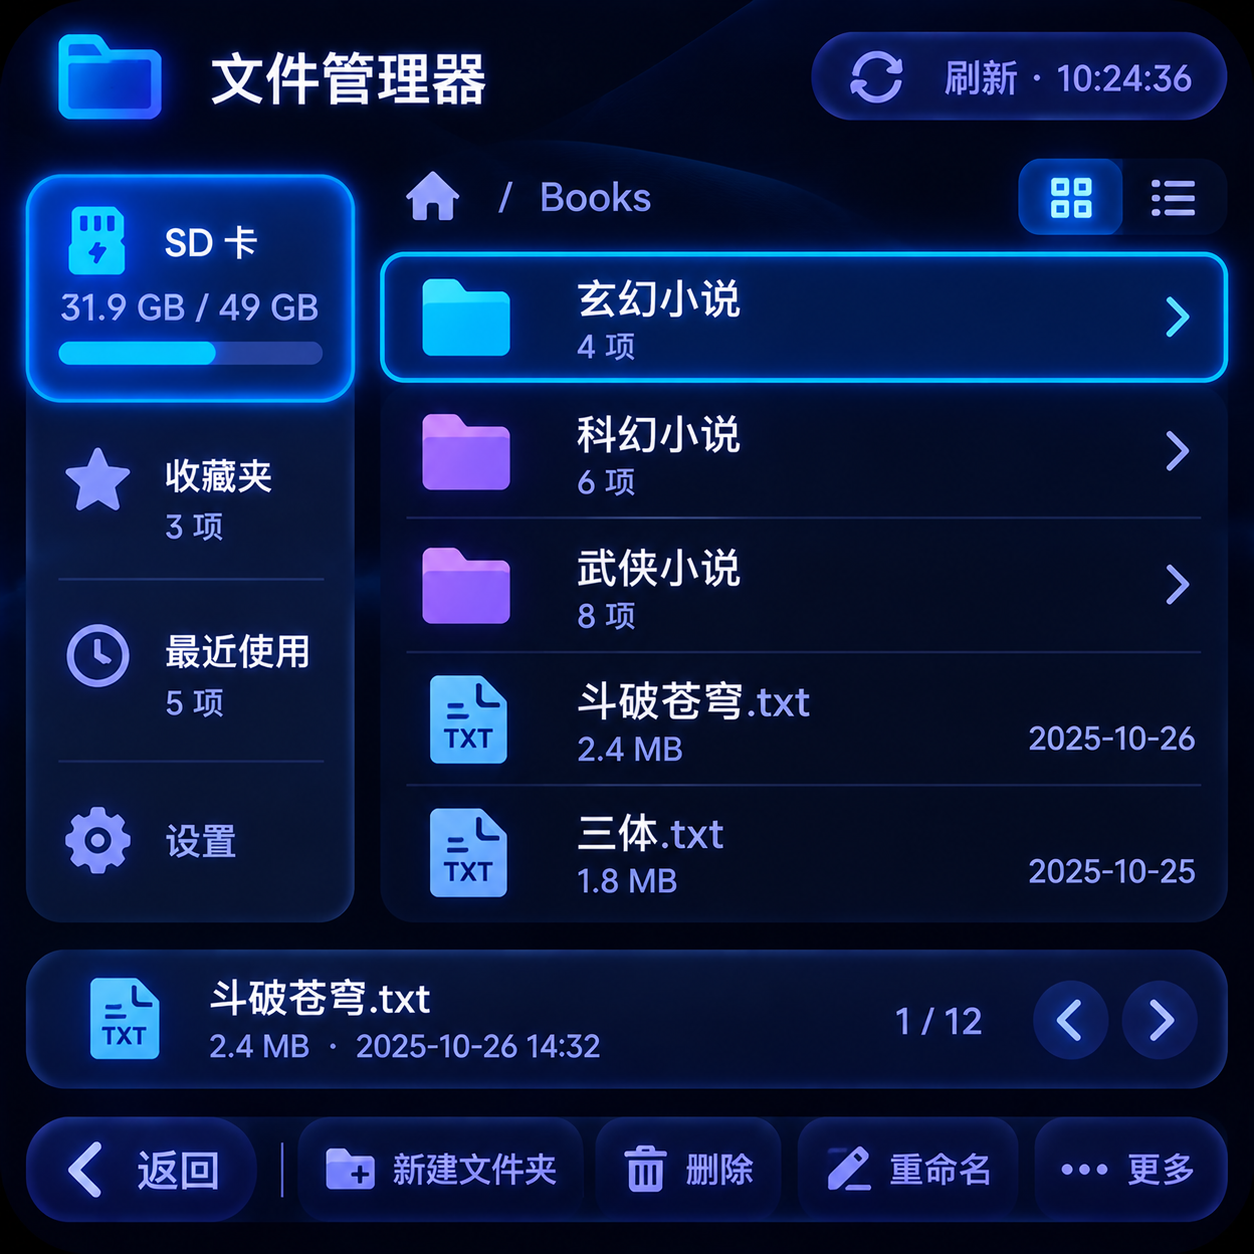 文件管理器
刷新 · 10:24:36
SD 卡
31.9 GB / 49 GB
收藏夹
3 项
最近使用
5 项
设置
/ Books
玄幻小说
4 项
科幻小说
6 项
武侠小说
8 项
斗破苍穹.txt
2.4 MB
2025-10-26
TXT
三体.txt
1.8 MB
2025-10-25
TXT
TXT
斗破苍穹.txt
2.4 MB · 2025-10-26 14:32
1 / 12
返回
新建文件夹
删除
重命名
更多